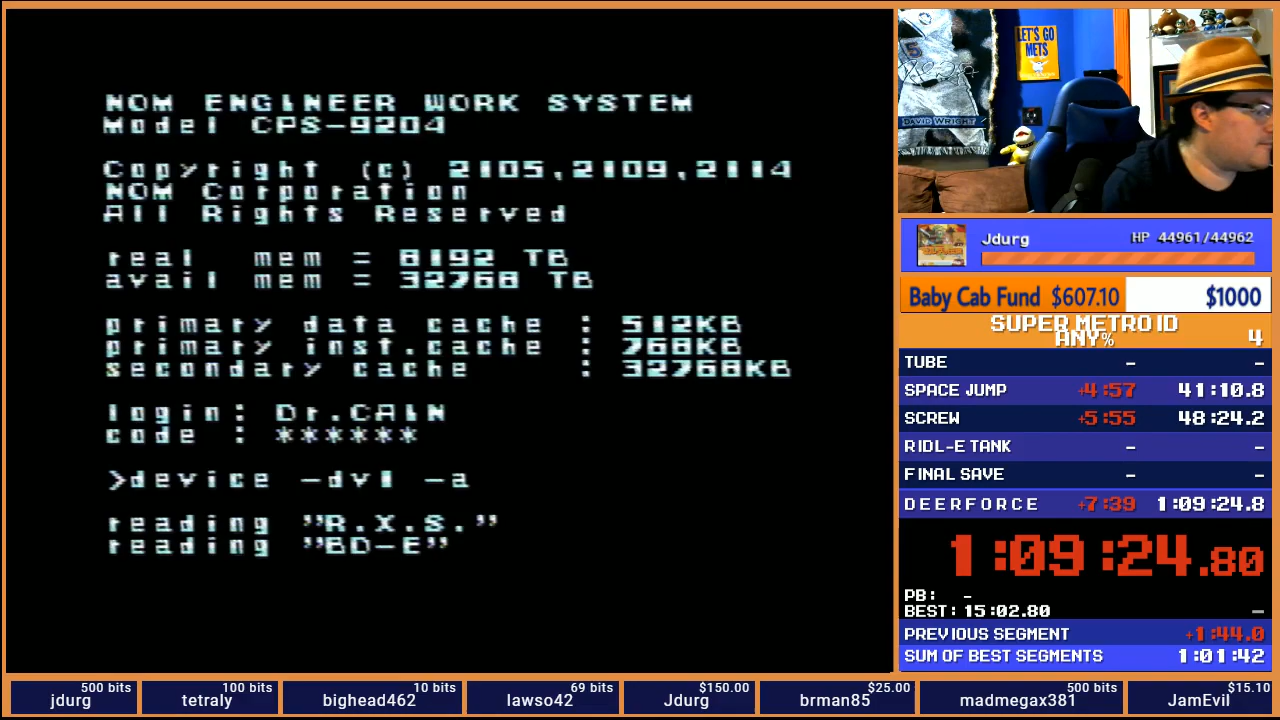 NOM ENGINEER WORK SYSTEM
Model CPS-9204
Copyright (c) 2105,2109,2114
NOM Corporation
All Rights Reserved
real mem = 8192 TB
avail mem = 32768 TB
primary data cache : 512KB
primary inst.cache : 768KB
secondary cache : 32768KB
login: Dr.CAIN
code : ******
>device -dvl -a
reading "R.X.S."
reading "BD-E"
LET'S GO
METS
DAVID WRIGHT
Jdurg HP 44961/44962
Baby Cab Fund $607.10 $1000
SUPER METROID
ANY% 4
TUBE - -
SPACE JUMP +4:57 41:10.8
SCREW +5:55 48:24.2
RIDL-E TANK - -
FINAL SAVE - -
DEERFORCE +7:39 1:09:24.8
1:09:24.80
PB: -
BEST: 15:02.80 -
PREVIOUS SEGMENT +1:44.0
SUM OF BEST SEGMENTS 1:01:42
500 bits
jdurg
100 bits
tetraly
10 bits
bighead462
69 bits
lawso42
$150.00
Jdurg
$25.00
brman85
500 bits
madmegax381
$15.10
JamEvil